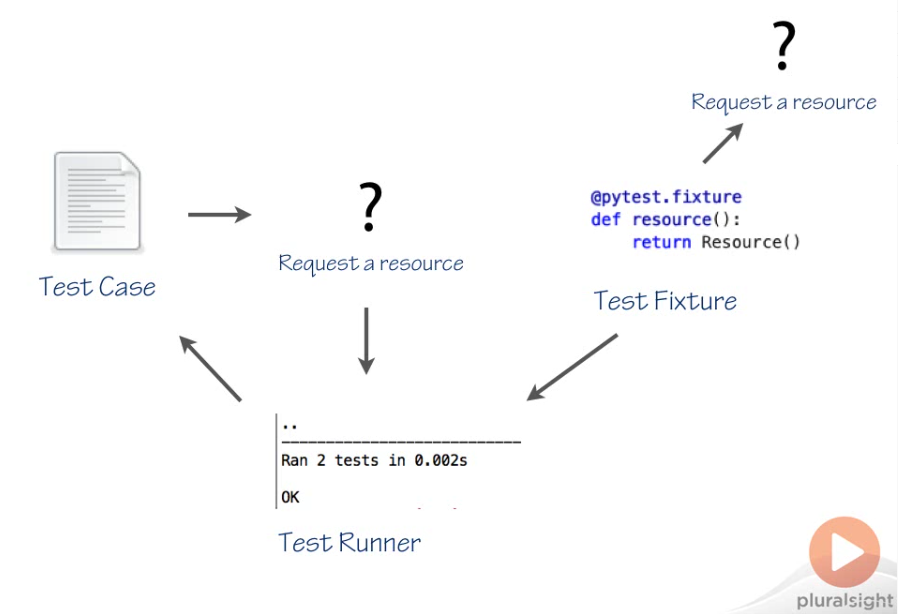 ?
Request a resource
?
Request a resource
@pytest.fixture
def resource():
return Resource()
Test Case
Test Fixture
..
----------------------------------------------------------------------
Ran 2 tests in 0.002s
OK
Test Runner
pluralsight